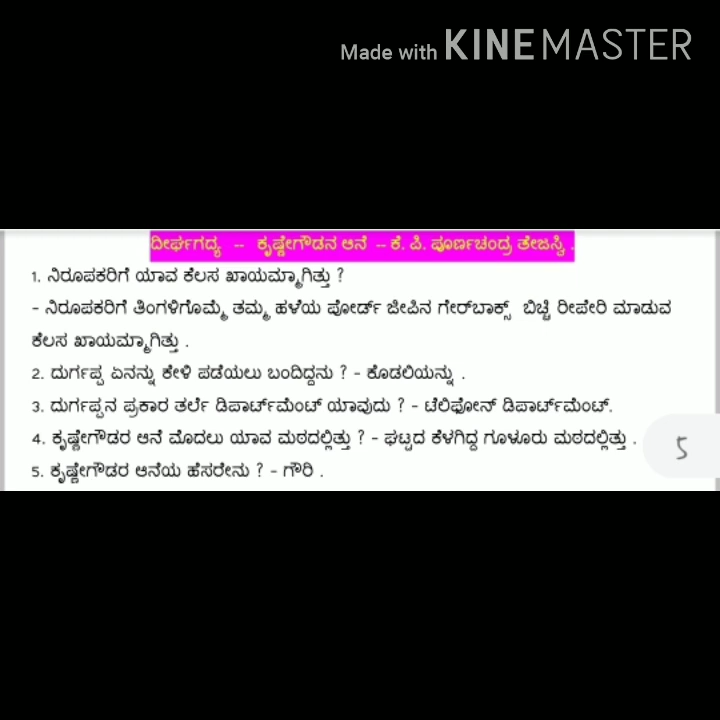 Made with KINEMASTER
ದೀರ್ಘಗದ್ಯ -- ಕೃಷ್ಣೇಗೌಡನ ಆನೆ -- ಕೆ. ಪಿ. ಪೂರ್ಣಚಂದ್ರ ತೇಜಸ್ವಿ .
1. ನಿರೂಪಕರಿಗೆ ಯಾವ ಕೆಲಸ ಖಾಯಮ್ಮಾಗಿತ್ತು ?
- ನಿರೂಪಕರಿಗೆ ತಿಂಗಳಿಗೊಮ್ಮೆ ತಮ್ಮ ಹಳೆಯ ಪೋರ್ಡ್ ಜೀಪಿನ ಗೇರ್‌ಬಾಕ್ಸ್ ಬಿಚ್ಚಿ ರೀಪೇರಿ ಮಾಡುವ
ಕೆಲಸ ಖಾಯಮ್ಮಾಗಿತ್ತು .
2. ದುರ್ಗಪ್ಪ ಏನನ್ನು ಕೇಳಿ ಪಡೆಯಲು ಬಂದಿದ್ದನು ? - ಕೊಡಲಿಯನ್ನು .
3. ದುರ್ಗಪ್ಪನ ಪ್ರಕಾರ ತರ್ಲೆ ಡಿಪಾರ್ಟ್‌ಮೆಂಟ್ ಯಾವುದು ? - ಟೆಲಿಫೋನ್ ಡಿಪಾರ್ಟ್‌ಮೆಂಟ್.
4. ಕೃಷ್ಣೇಗೌಡರ ಆನೆ ಮೊದಲು ಯಾವ ಮಠದಲ್ಲಿತ್ತು ? - ಘಟ್ಟದ ಕೆಳಗಿದ್ದ ಗೂಳೂರು ಮಠದಲ್ಲಿತ್ತು .
5
5. ಕೃಷ್ಣೇಗೌಡರ ಆನೆಯ ಹೆಸರೇನು ? - ಗೌರಿ .